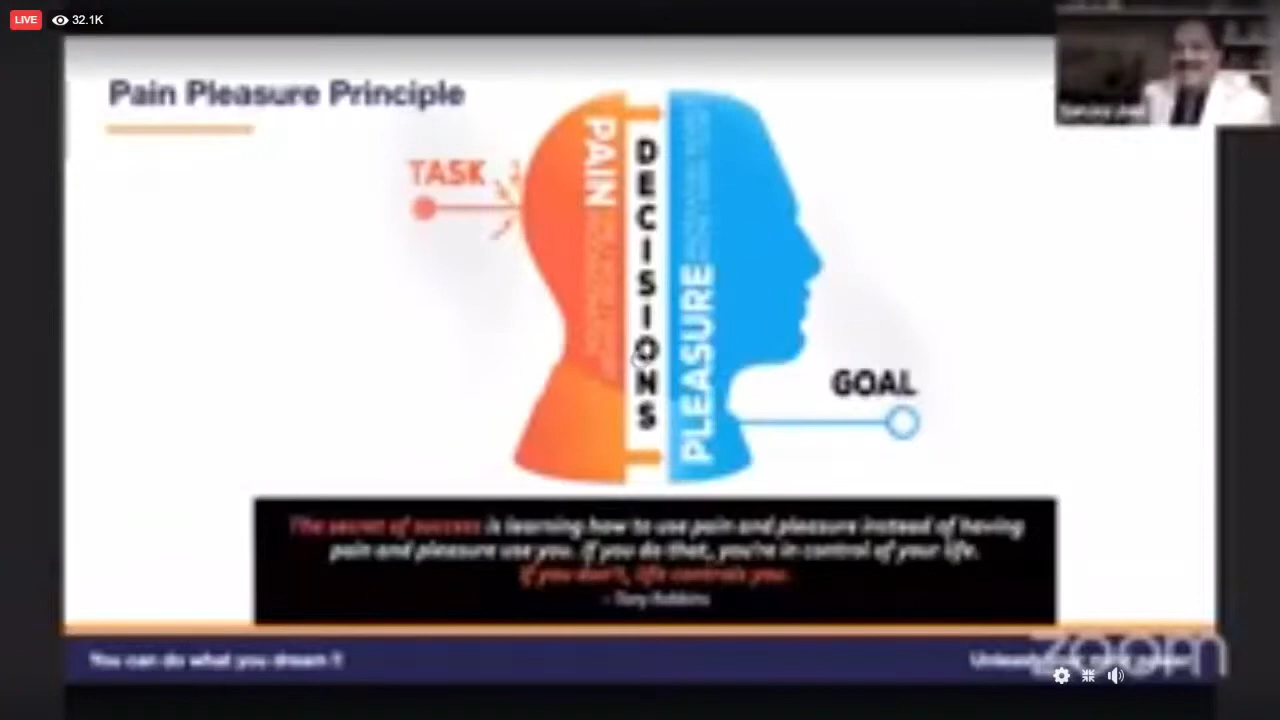 LIVE 32.1K
Pain Pleasure Principle
TASK
PAIN
DECISIONS
PLEASURE
GOAL
The secret of success is learning how to use pain and pleasure instead of having
pain and pleasure use you. If you do that, you're in control of your life.
If you don't, life controls you.
- Tony Robbins
You can do what you dream !!
zoom